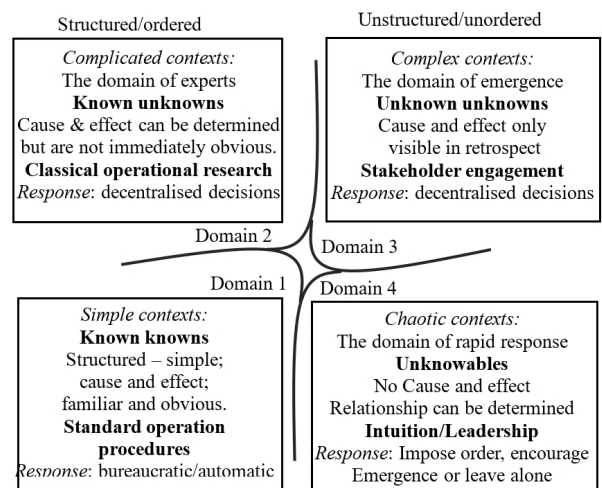 Structured/ordered
Complicated contexts:
The domain of experts
Known unknowns
Cause & effect can be determined
but are not immediately obvious.
Classical operational research
Response: decentralised decisions
Unstructured/unordered
Complex contexts:
The domain of emergence
Unknown unknowns
Cause and effect only
visible in retrospect
Stakeholder engagement
Response: decentralised decisions
Domain 2
Domain 3
Domain 1
Domain 4
Simple contexts:
Known knowns
Structured – simple;
cause and effect;
familiar and obvious.
Standard operation
procedures
Response: bureaucratic/automatic
Chaotic contexts:
The domain of rapid response
Unknowables
No Cause and effect
Relationship can be determined
Intuition/Leadership
Response: Impose order, encourage
Emergence or leave alone